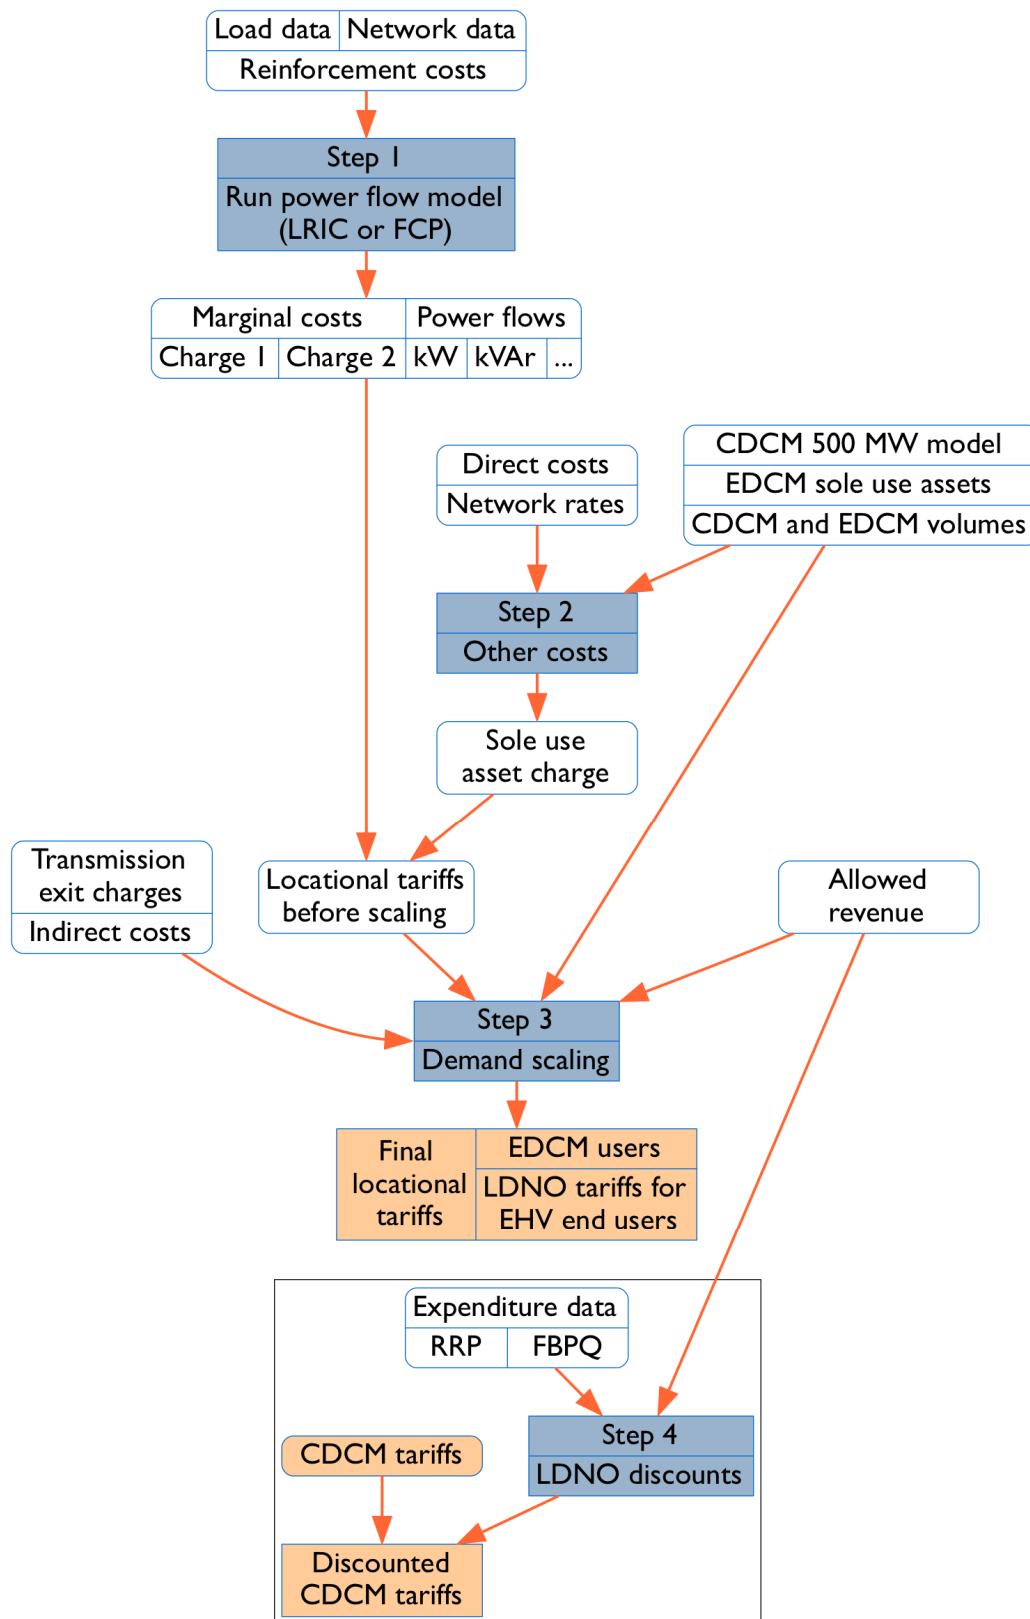 Load data Network data
Reinforcement costs
Step 1
Run power flow model
(LRIC or FCP)
Marginal costs Power flows
Charge 1 Charge 2 kW kVAr ...
Direct costs
Network rates
CDCM 500 MW model
EDCM sole use assets
CDCM and EDCM volumes
Step 2
Other costs
Sole use
asset charge
Transmission
exit charges
Indirect costs
Locational tariffs
before scaling
Allowed
revenue
Step 3
Demand scaling
Final
locational
tariffs
EDCM users
LDNO tariffs for
EHV end users
Expenditure data
RRP FBPQ
Step 4
LDNO discounts
CDCM tariffs
Discounted
CDCM tariffs